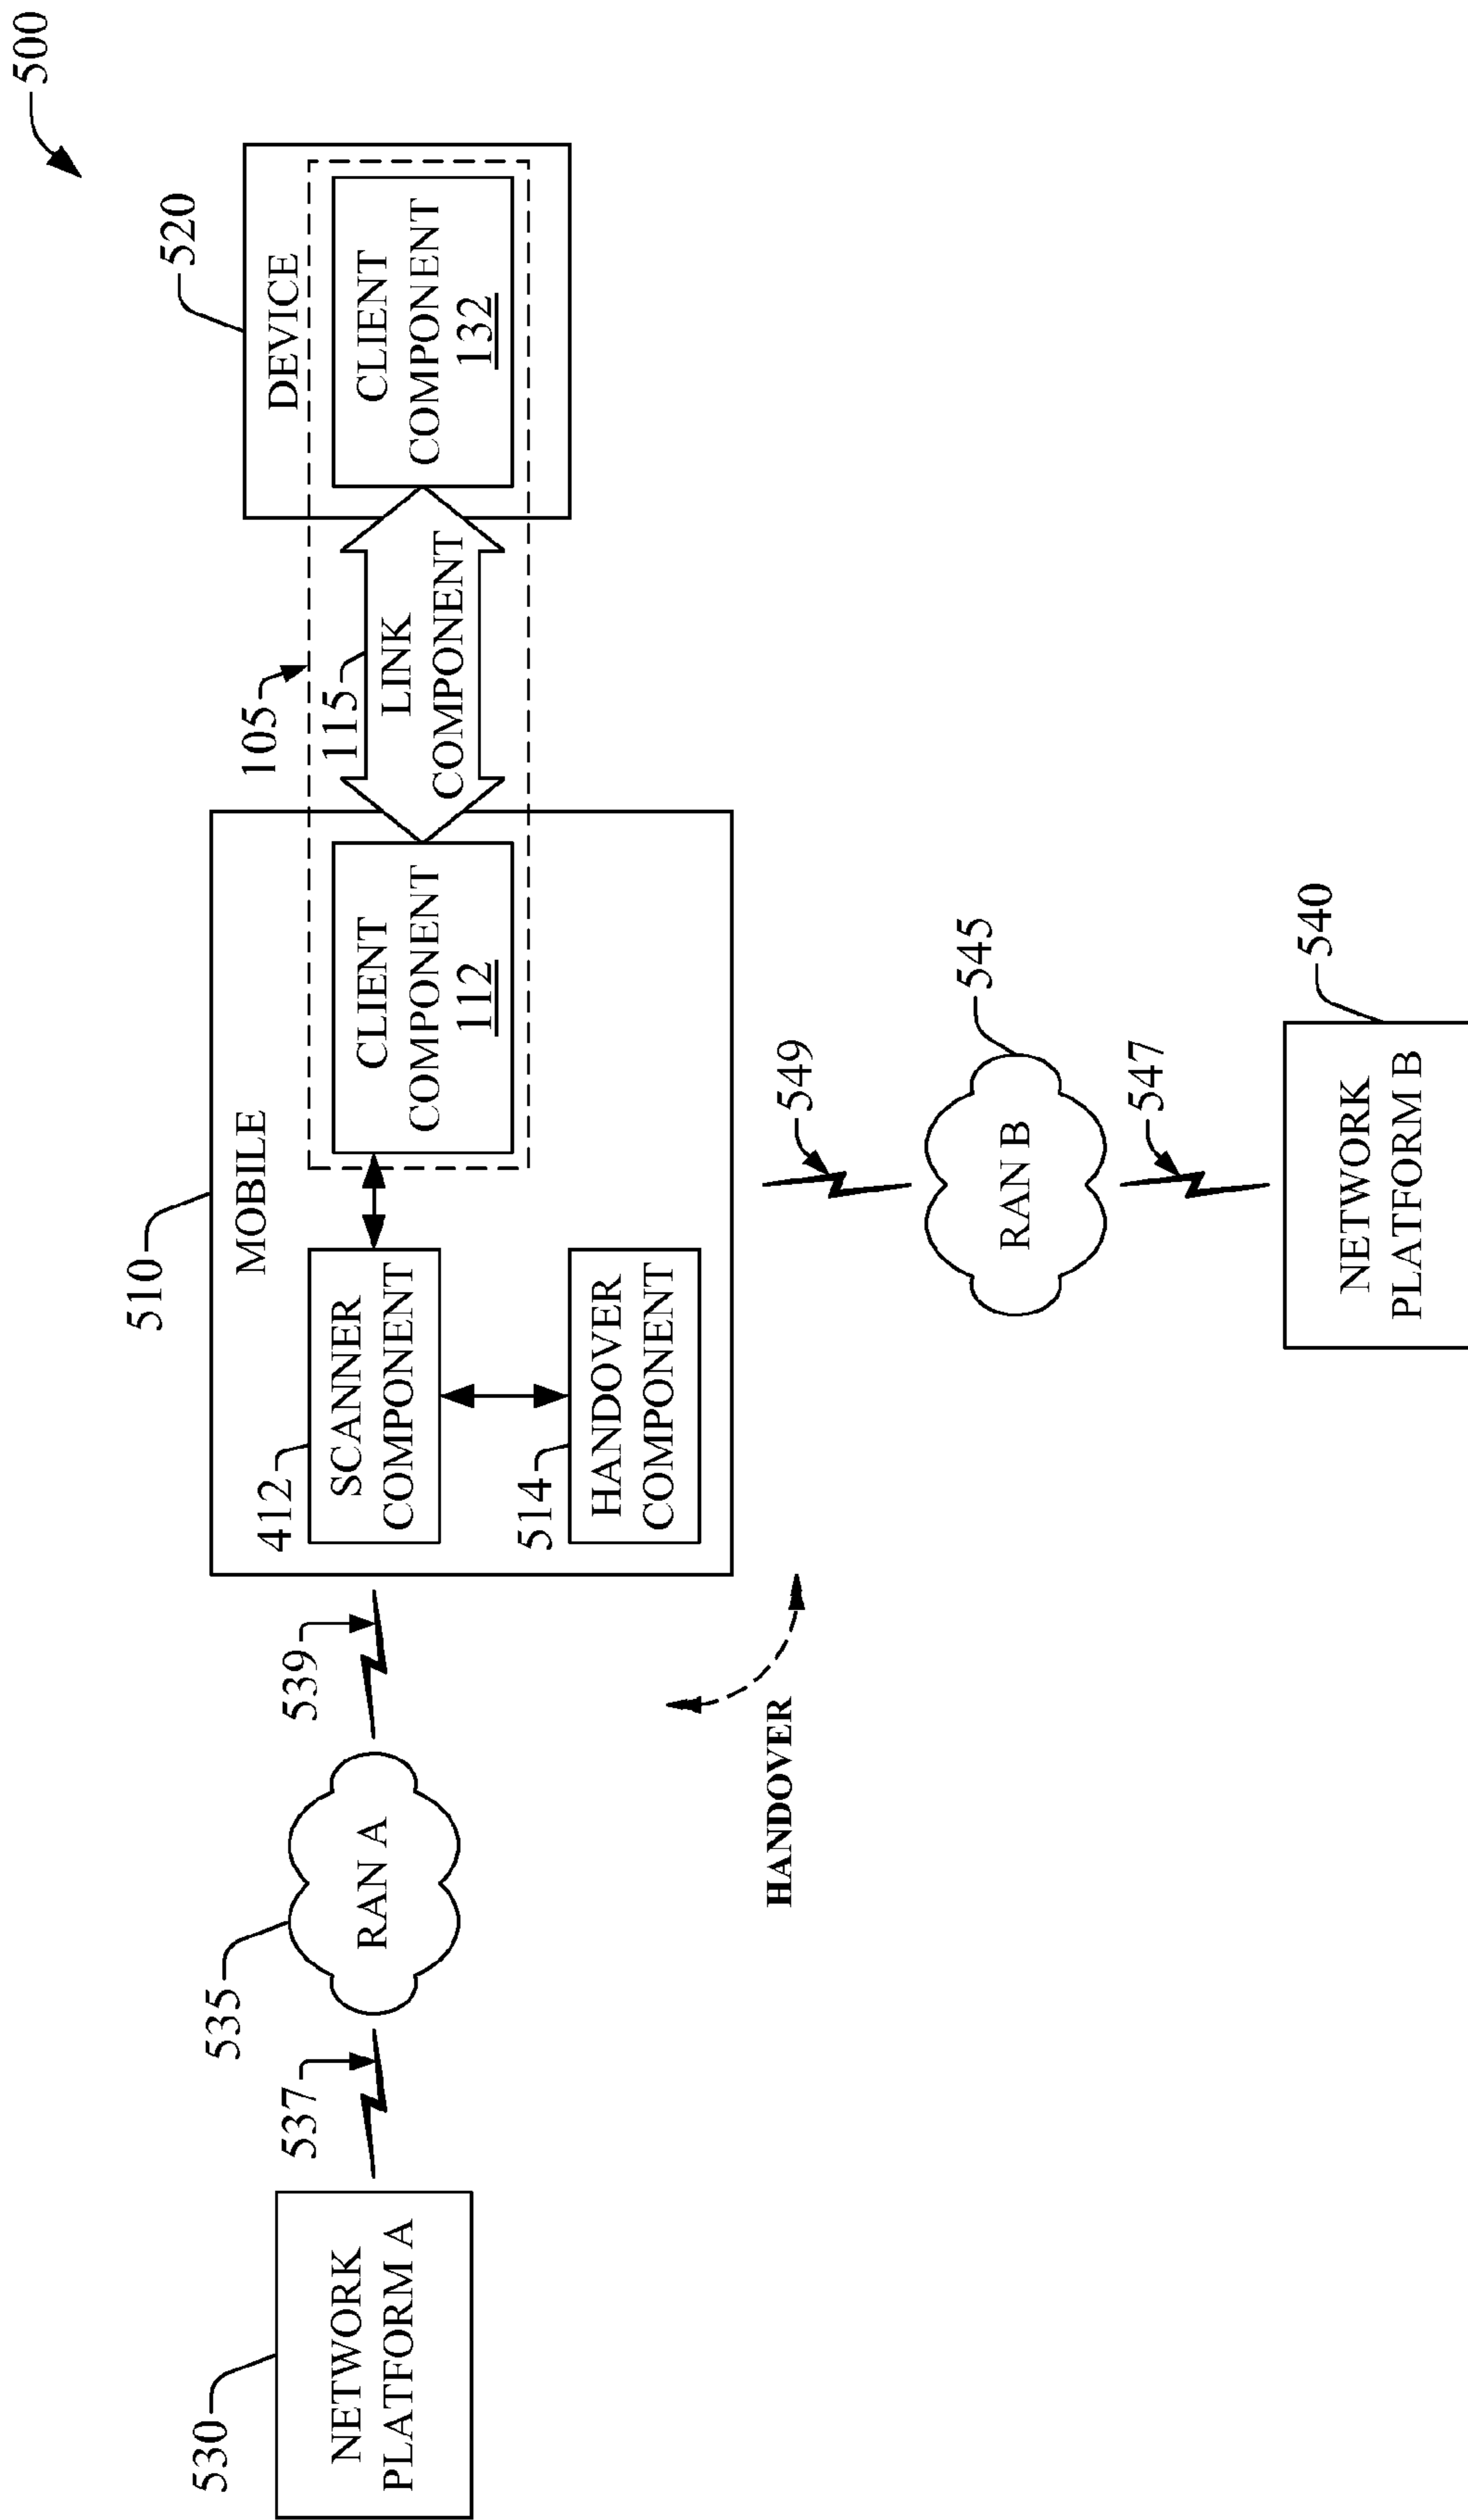 500
520
DEVICE
CLIENT
COMPONENT
132
105
115
LINK
COMPONENT
510
MOBILE
CLIENT
COMPONENT
112
412
SCANNER
COMPONENT
514
HANDOVER
COMPONENT
539
535
RAN A
537
530
NETWORK
PLATFORM A
HANDOVER
549
545
RAN B
547
540
NETWORK
PLATFORM B